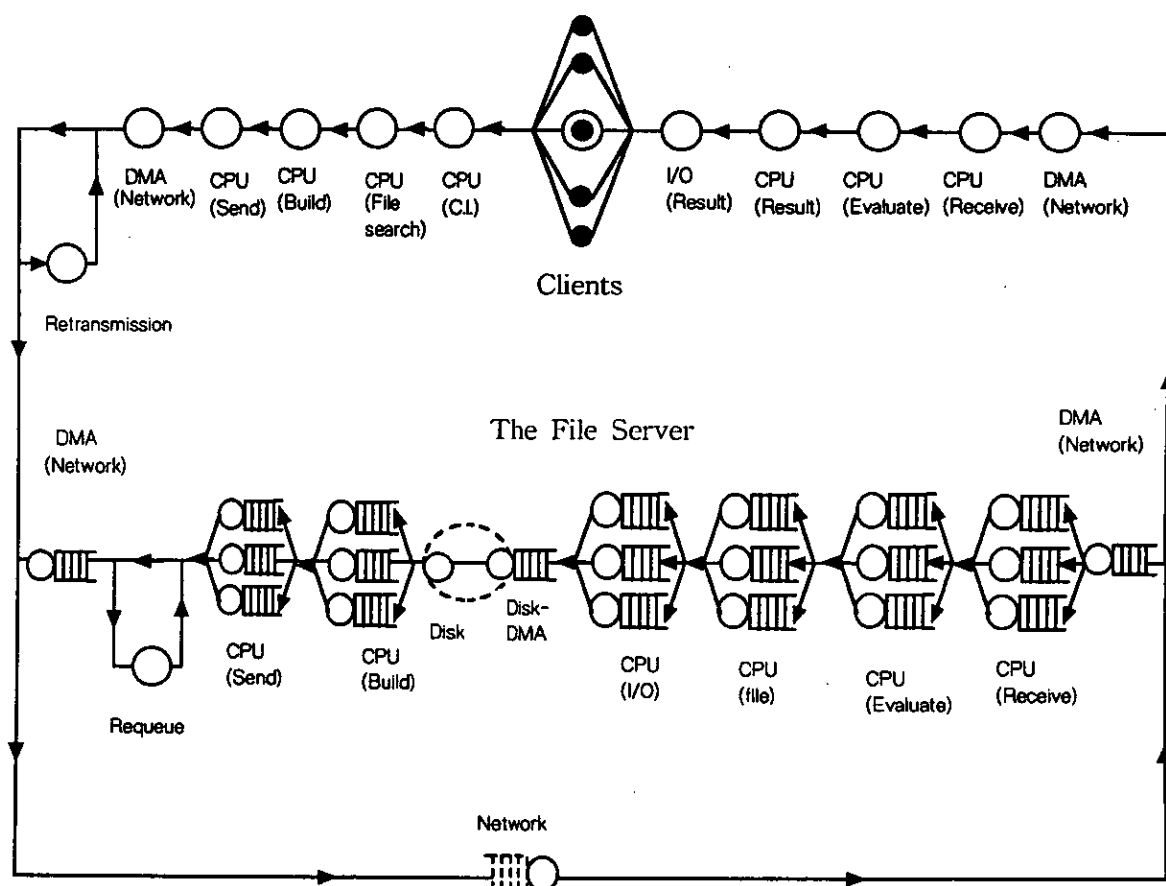 DMA
(Network)
CPU
(Send)
CPU
(Build)
CPU
(File
search)
CPU
(C.I.)
I/O
(Result)
CPU
(Result)
CPU
(Evaluate)
CPU
(Receive)
DMA
(Network)
Clients
Retransmission
The File Server
DMA
(Network)
DMA
(Network)
CPU
(Send)
CPU
(Build)
Disk
Disk-
DMA
CPU
(I/O)
CPU
(file)
CPU
(Evaluate)
CPU
(Receive)
Requeue
Network